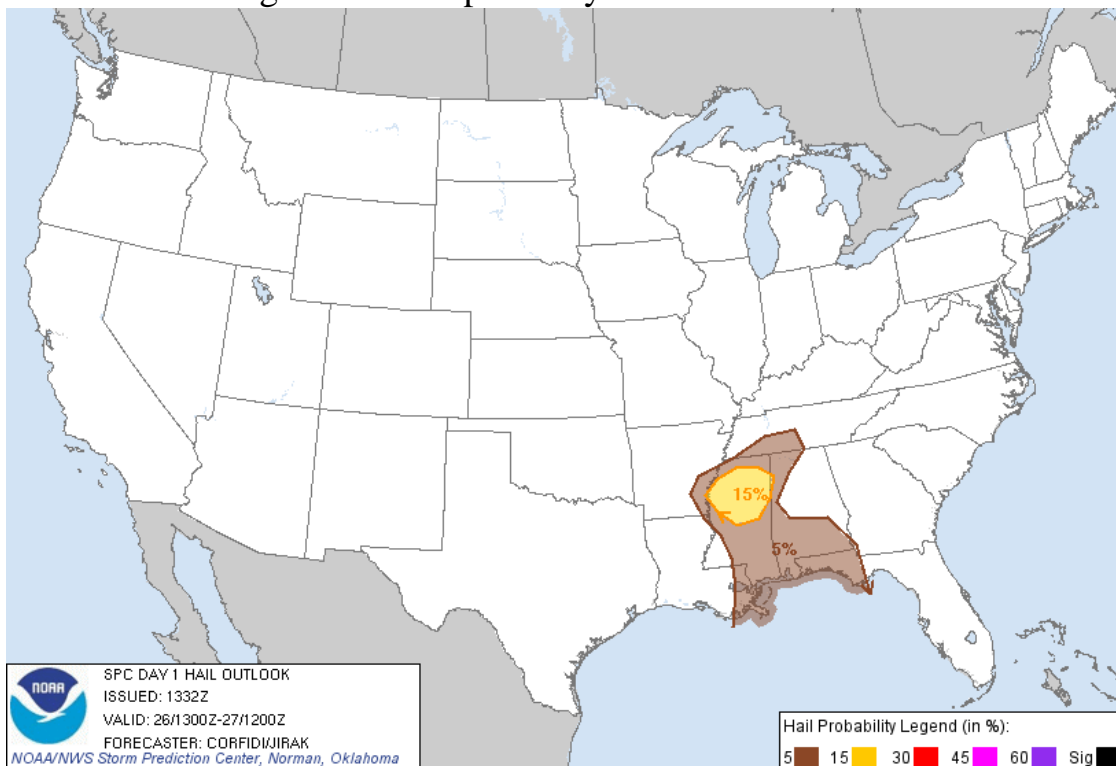 15%
5%
NOAA
SPC DAY 1 HAIL OUTLOOK
ISSUED: 1332Z
VALID: 26/1300Z-27/1200Z
FORECASTER: CORFIDI/JIRAK
NOAA/NWS Storm Prediction Center, Norman, Oklahoma
Hail Probability Legend (in %):
5 15 30 45 60 Sig